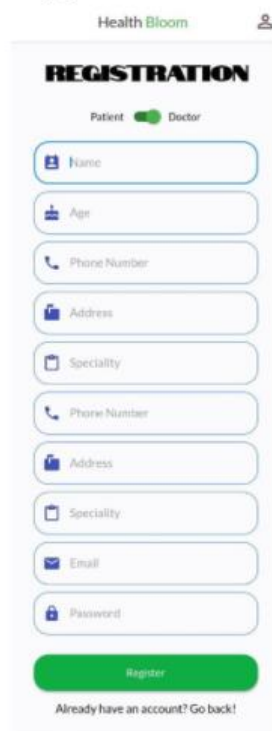 Health Bloom
REGISTRATION
Patient Doctor
Name
Age
Phone Number
Address
Speciality
Phone Number
Address
Speciality
Email
Password
Register
Already have an account? Go back!